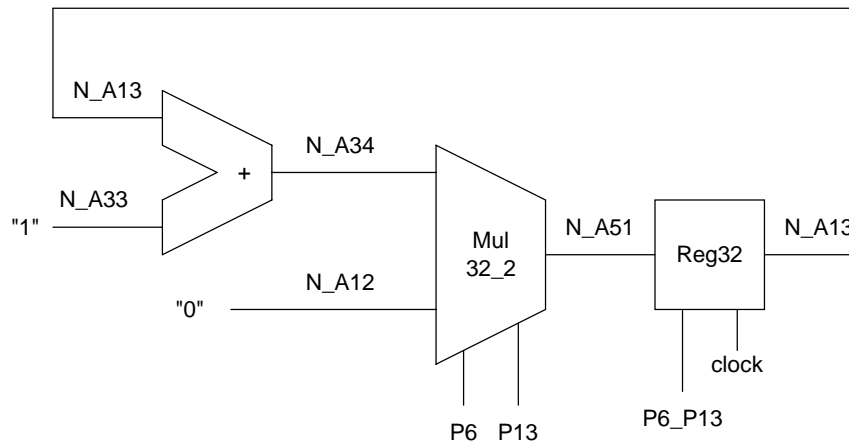 N_A13
N_A33
"1"
+
N_A34
N_A12
"0"
Mul
32_2
P6
P13
N_A51
Reg32
N_A13
clock
P6_P13